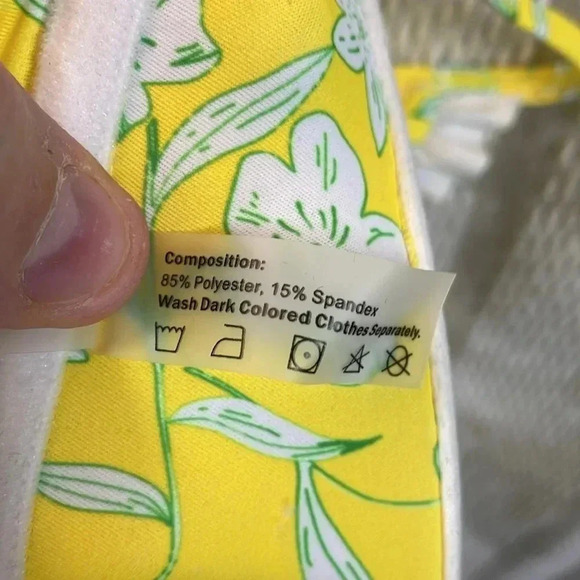 Composition:
85% Polyester, 15% Spandex
Wash Dark Colored Clothes Separately.